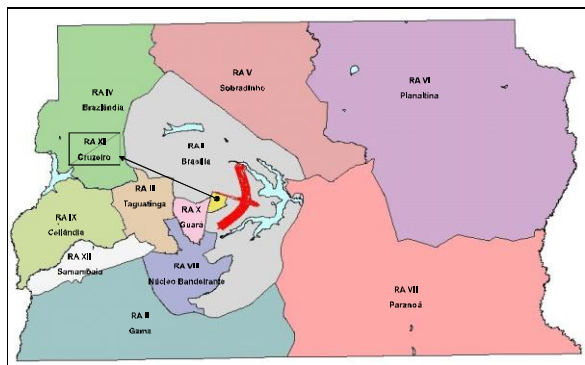 RA IV
Brazlândia
RA V
Sobradinho
RA VI
Planaltina
RA XII
Cruzeiro
RA I
Brasília
RA III
Taguatinga
RA X
Guará
RA IX
Ceilândia
RA XII
Samambaia
RA VIII
Núcleo Bandeirante
RA VII
Paranoá
RA II
Gama